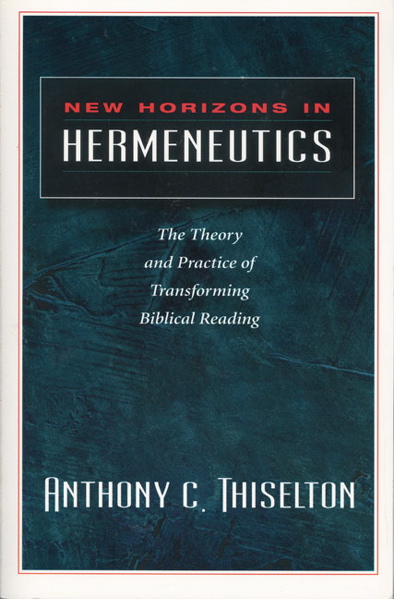 NEW HORIZONS IN
HERMENEUTICS
The Theory
and Practice of
Transforming
Biblical Reading
ANTHONY C. THISELTON